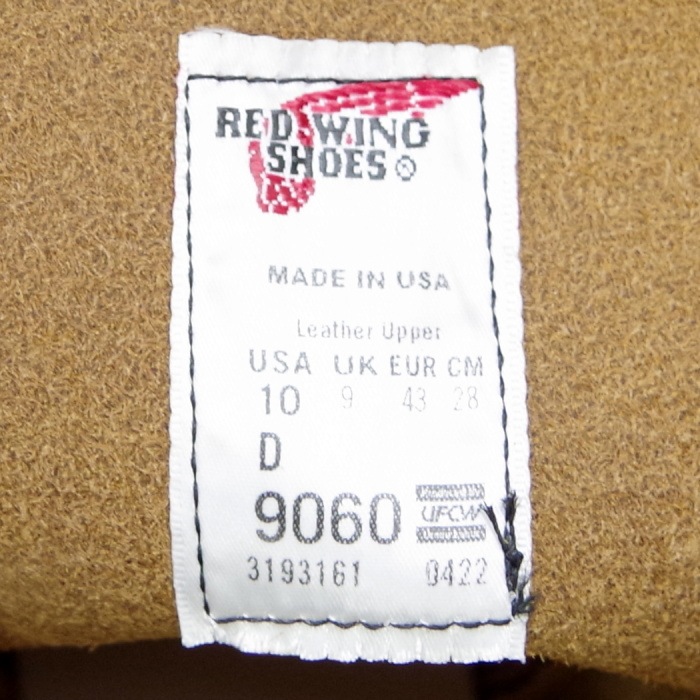 RED WING
SHOES
MADE IN USA
Leather Upper
USA UK EUR CM
10 9 43 28
D
9060
UFCW
3193161 0422